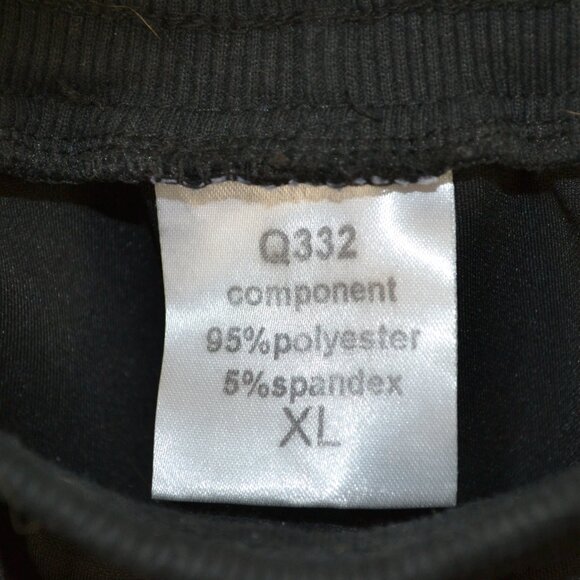 Q332
component
95%polyester
5%spandex
XL